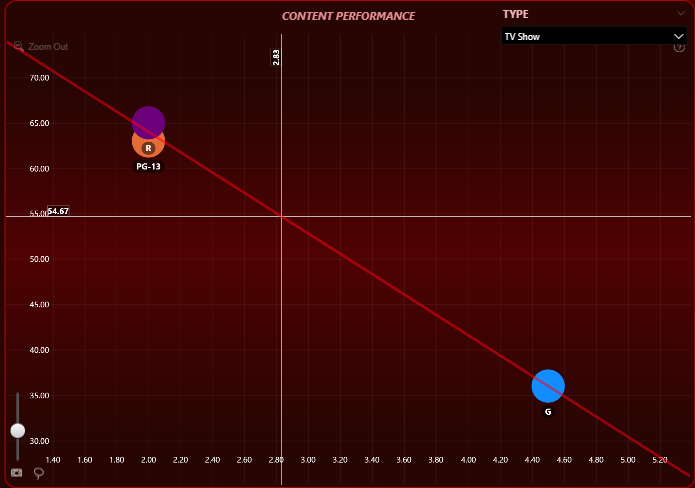 CONTENT PERFORMANCE
TYPE
TV Show
Zoom Out
?
2.83
70.00
65.00
R
60.00
PG-13
55.00
54.67
50.00
45.00
40.00
35.00
G
30.00
1.40 1.60 1.80 2.00 2.20 2.40 2.60 2.80 3.00 3.20 3.40 3.60 3.80 4.00 4.20 4.40 4.60 4.80 5.00 5.20